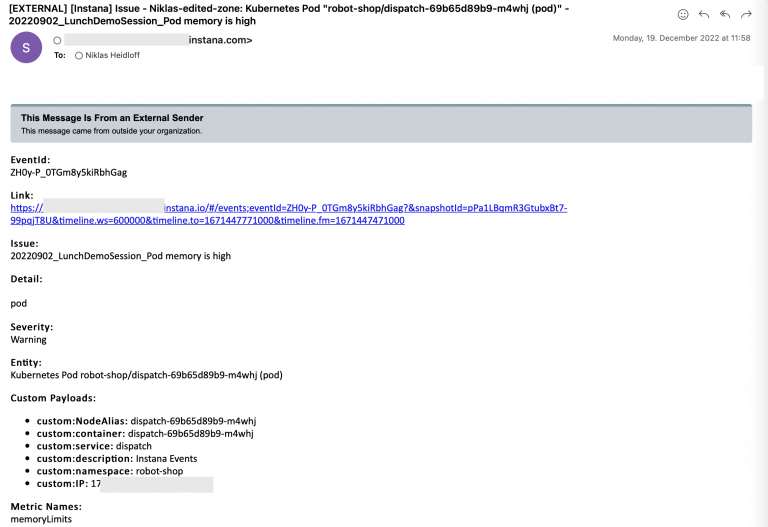 [EXTERNAL] [Instana] Issue - Niklas-edited-zone: Kubernetes Pod "robot-shop/dispatch-69b65d89b9-m4whj (pod)" -
20220902_LunchDemoSession_Pod memory is high
S
instana.com>
Monday, 19. December 2022 at 11:58
To: Niklas Heidloff
This Message Is From an External Sender
This message came from outside your organization.
EventId:
ZH0y-P_0TGm8y5kiRbhGag
Link:
https:// instana.io/#/events;eventId=ZH0y-P_0TGm8y5kiRbhGag?&snapshotId=pPa1LBqmR3GtubxBt7-
99pqjT8U&timeline.ws=600000&timeline.to=1671447771000&timeline.fm=1671447471000
Issue:
20220902_LunchDemoSession_Pod memory is high
Detail:
pod
Severity:
Warning
Entity:
Kubernetes Pod robot-shop/dispatch-69b65d89b9-m4whj (pod)
Custom Payloads:
• custom:NodeAlias: dispatch-69b65d89b9-m4whj
• custom:container: dispatch-69b65d89b9-m4whj
• custom:service: dispatch
• custom:description: Instana Events
• custom:namespace: robot-shop
• custom:IP: 17
Metric Names:
memoryLimits